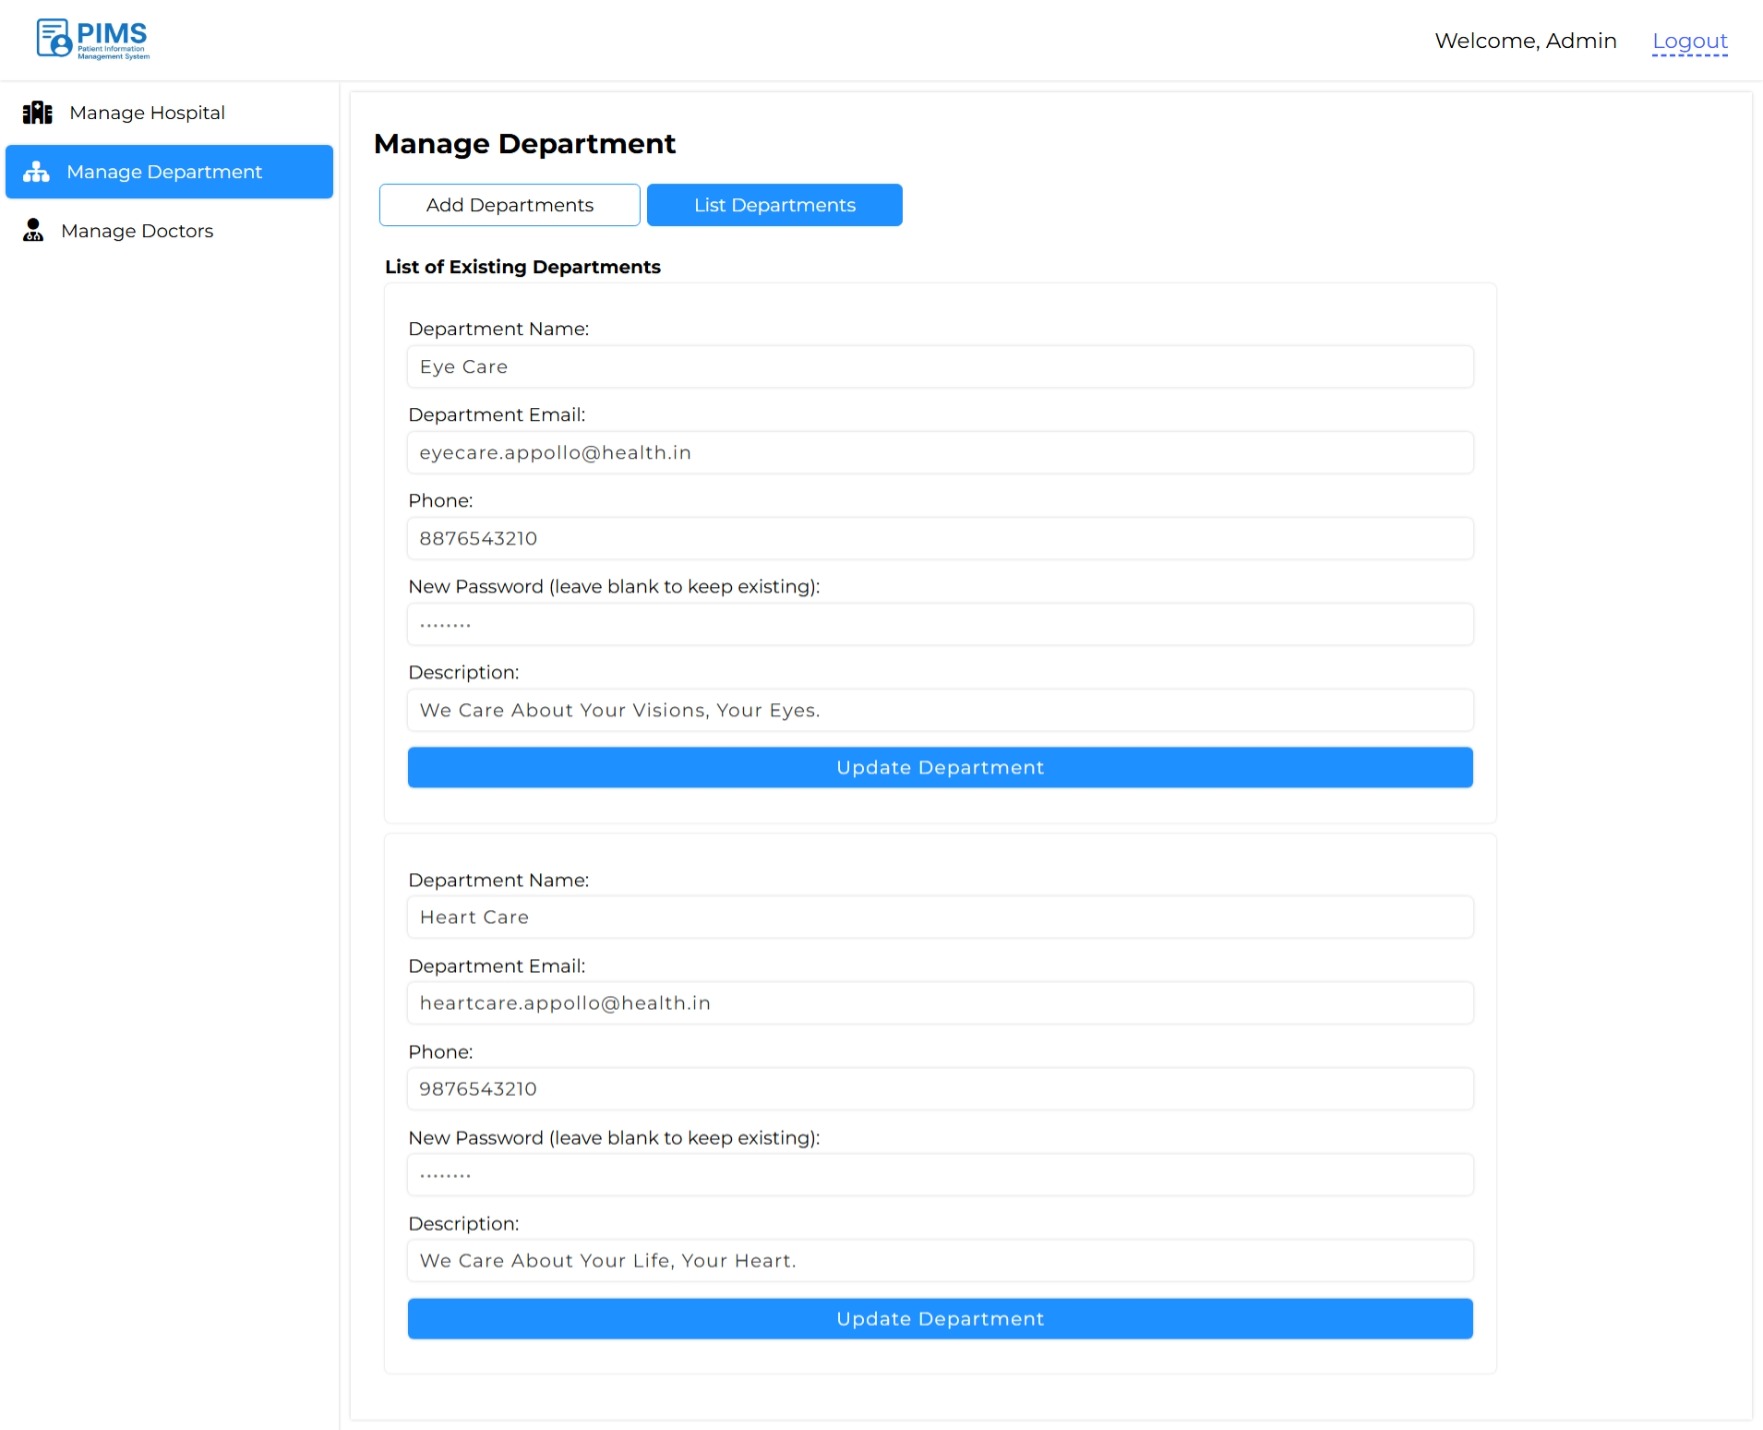 PIMS
Patient Information
Management System
Welcome, Admin
Logout
Manage Hospital
Manage Department
Manage Doctors
Manage Department
Add Departments
List Departments
List of Existing Departments
Department Name:
Eye Care
Department Email:
eyecare.appollo@health.in
Phone:
8876543210
New Password (leave blank to keep existing):
........
Description:
We Care About Your Visions, Your Eyes.
Update Department
Department Name:
Heart Care
Department Email:
heartcare.appollo@health.in
Phone:
9876543210
New Password (leave blank to keep existing):
........
Description:
We Care About Your Life, Your Heart.
Update Department